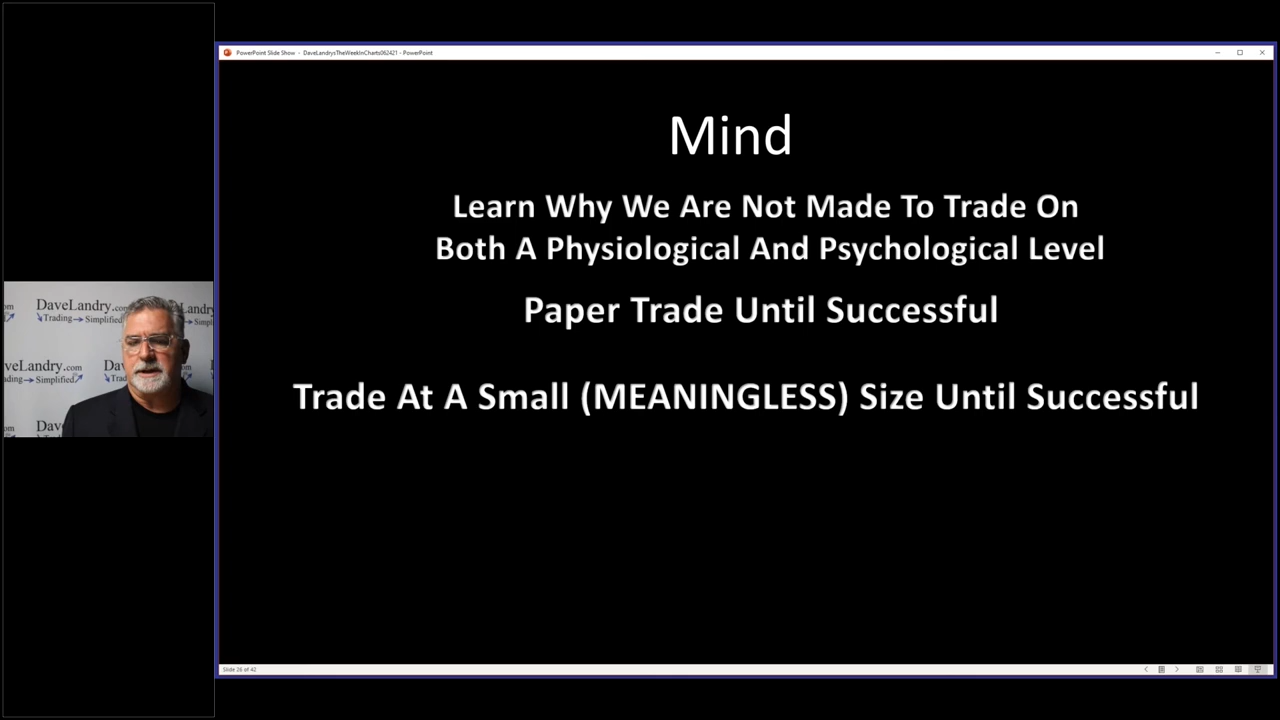 PowerPoint Slide Show - DaveLandrysTheWeekInCharts062421 - PowerPoint
Mind
Learn Why We Are Not Made To Trade On
Both A Physiological And Psychological Level
Paper Trade Until Successful
Trade At A Small (MEANINGLESS) Size Until Successful
DaveLandry.com
Trading Simplified
Landry.com
Simplified
Slide 26 of 42